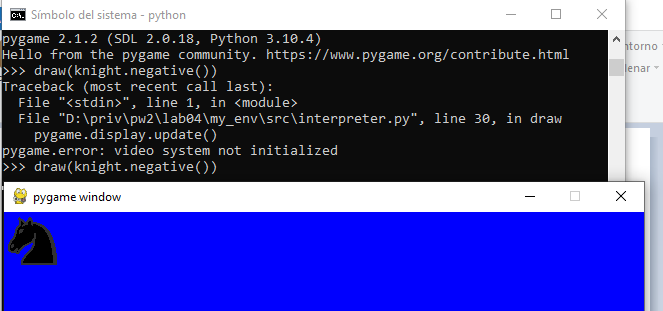 Símbolo del sistema - python
pygame 2.1.2 (SDL 2.0.18, Python 3.10.4)
Hello from the pygame community. https://www.pygame.org/contribute.html
>>> draw(knight.negative())
Traceback (most recent call last):
  File "<stdin>", line 1, in <module>
  File "D:\priv\pw2\lab04\my_env\src\interpreter.py", line 30, in draw
    pygame.display.update()
pygame.error: video system not initialized
>>> draw(knight.negative())
pygame window
ntorno
denar